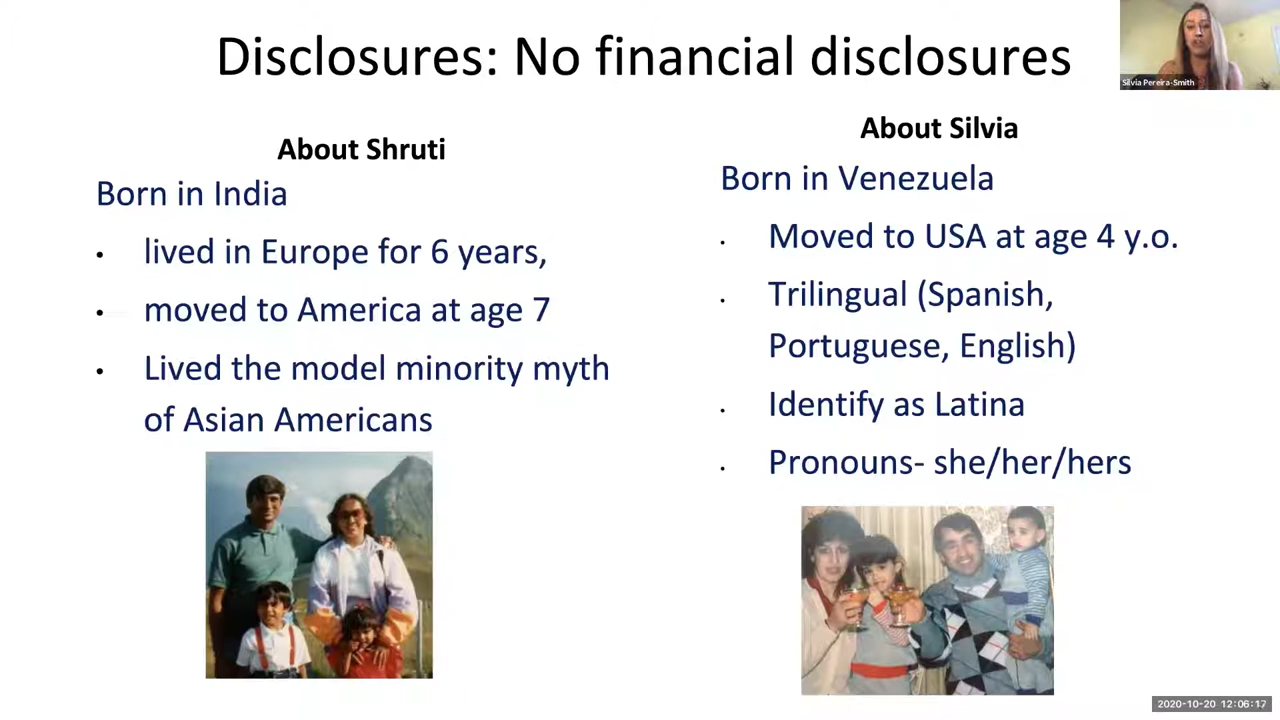 Disclosures: No financial disclosures
Silvia Pereira-Smith
About Shruti
Born in India
• lived in Europe for 6 years,
• moved to America at age 7
• Lived the model minority myth
of Asian Americans
About Silvia
Born in Venezuela
• Moved to USA at age 4 y.o.
• Trilingual (Spanish,
Portuguese, English)
• Identify as Latina
• Pronouns- she/her/hers
2020-10-20 12:06:17